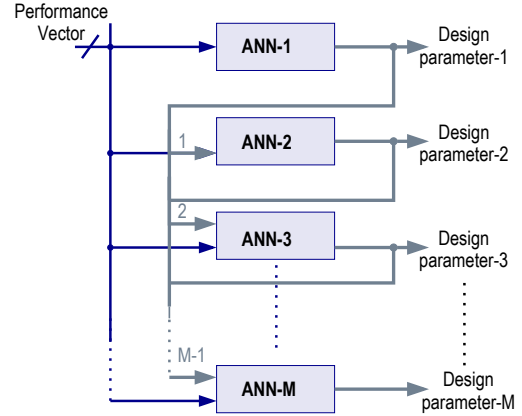 Performance
Vector
ANN-1
Design
parameter-1
1
ANN-2
Design
parameter-2
2
ANN-3
Design
parameter-3
M-1
ANN-M
Design
parameter-M